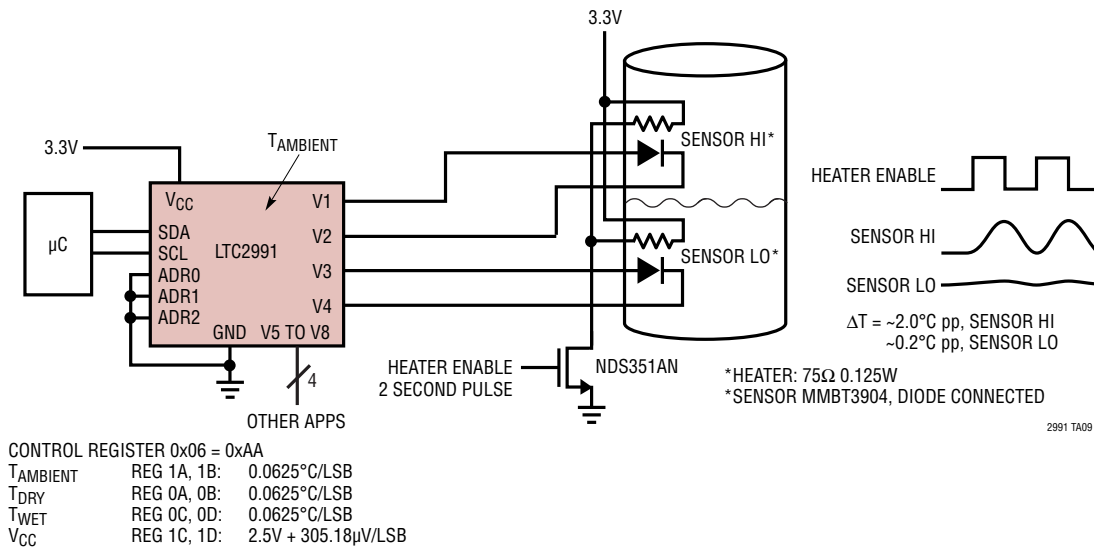 3.3V
3.3V
TAMBIENT
VCC
V1
SENSOR HI*
HEATER ENABLE
µC
SDA
SCL
LTC2991
V2
SENSOR HI
ADR0
V3
SENSOR LO*
ADR1
ADR2
V4
SENSOR LO
GND
V5 TO V8
ΔT = ~2.0°C pp, SENSOR HI
~0.2°C pp, SENSOR LO
4
HEATER ENABLE
2 SECOND PULSE
NDS351AN
*HEATER: 75Ω 0.125W
*SENSOR MMBT3904, DIODE CONNECTED
OTHER APPS
2991 TA09
CONTROL REGISTER 0x06 = 0xAA
TAMBIENT REG 1A, 1B: 0.0625°C/LSB
TDRY REG 0A, 0B: 0.0625°C/LSB
TWET REG 0C, 0D: 0.0625°C/LSB
VCC REG 1C, 1D: 2.5V + 305.18µV/LSB